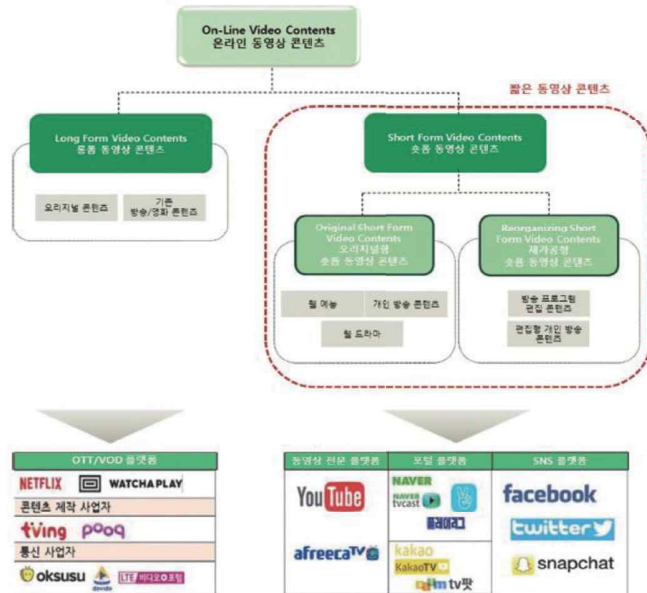 On-Line Video Contents
온라인 동영상 콘텐츠
짧은 동영상 콘텐츠
Long Form Video Contents
롱폼 동영상 콘텐츠
Short Form Video Contents
숏폼 동영상 콘텐츠
오리지널 콘텐츠
기존
방송/영화 콘텐츠
Original Short Form
Video Contents
오리지널형
숏폼 동영상 콘텐츠
Reorganizing Short
Form Video Contents
재가공형
숏폼 동영상 콘텐츠
웹 예능
개인 방송 콘텐츠
웹 드라마
방송 프로그램
편집 콘텐츠
편집형 개인 방송
콘텐츠
OTT/VOD 플랫폼
NETFLIX
WATCHAPLAY
콘텐츠 제작 사업자
tving
pooq
통신 사업자
oksusu
LTE 비디오 포털
동영상 전문 플랫폼
포털 플랫폼
SNS 플랫폼
YouTube
afreecaTV
NAVER
NAVER
tvcast
플레이리그
kakao
KakaoTV
Daum tv팟
facebook
twitter
snapchat